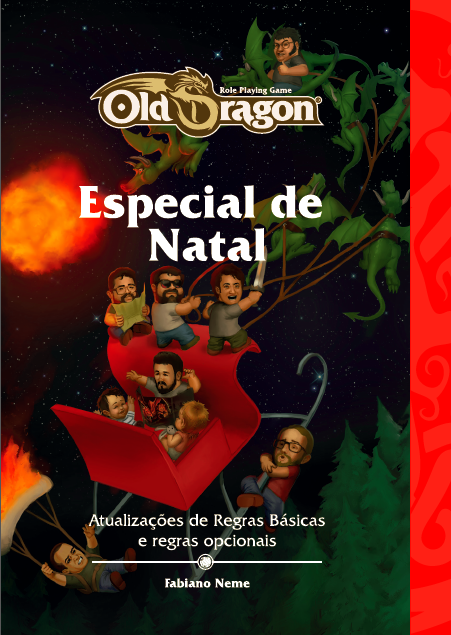 Role Playing Game
Old Dragon®
Especial de
Natal
Atualizações de Regras Básicas
e regras opcionais
Fabiano Neme